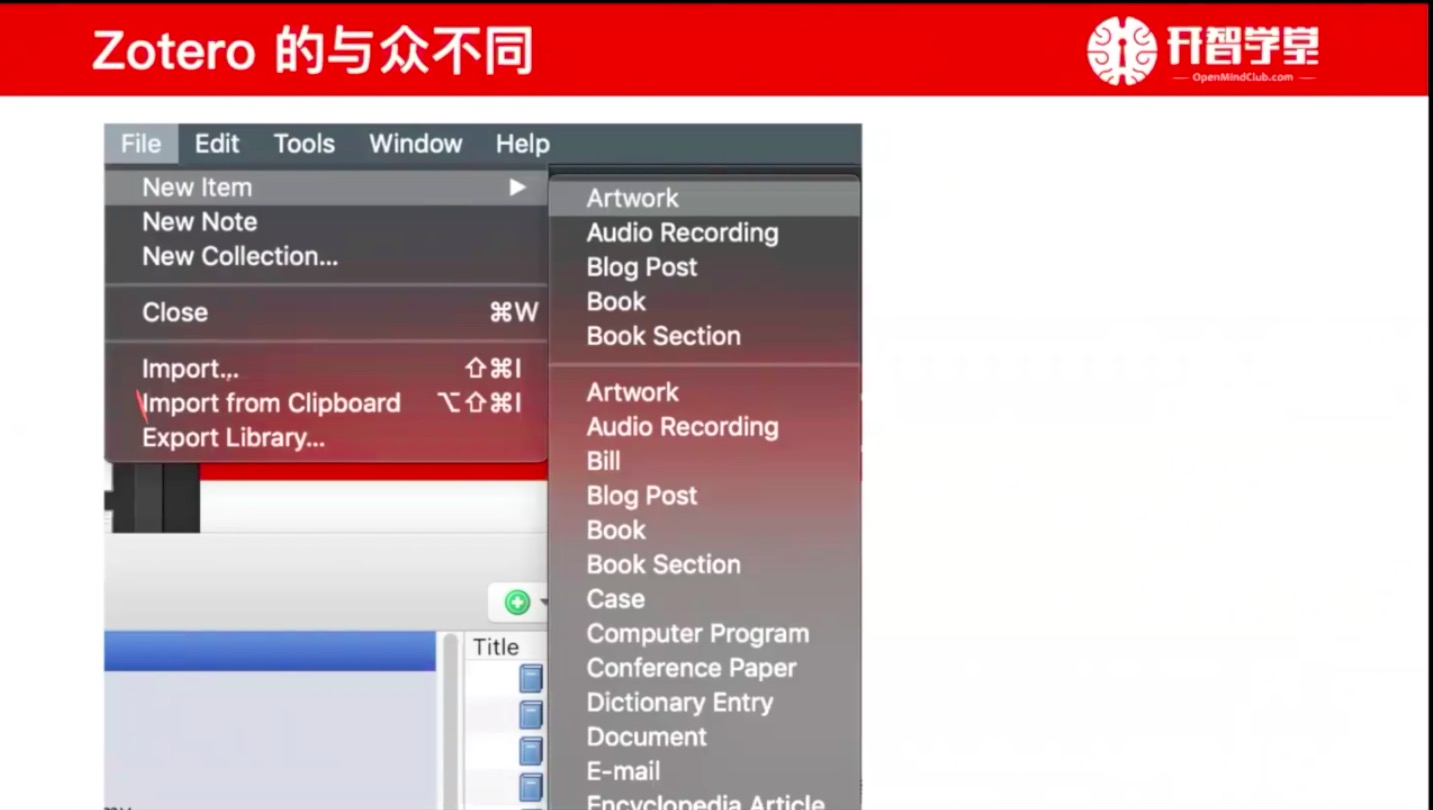 Zotero 的与众不同
开智学堂
OpenMindClub.com
File Edit Tools Window Help
New Item
New Note
New Collection...
Close ⌘W
Import... ⇧⌘I
Import from Clipboard ⌥⇧⌘I
Export Library...
Artwork
Audio Recording
Blog Post
Book
Book Section
Artwork
Audio Recording
Bill
Blog Post
Book
Book Section
Case
Computer Program
Conference Paper
Dictionary Entry
Document
E-mail
Encyclopedia Article
Title